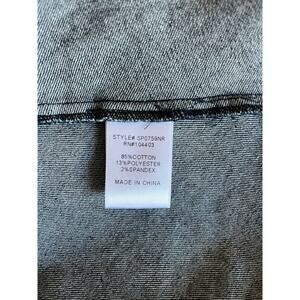 STYLE# SP0759NR
RN#104403
85%COTTON
13%POLYESTER
2%SPANDEX
MADE IN CHINA